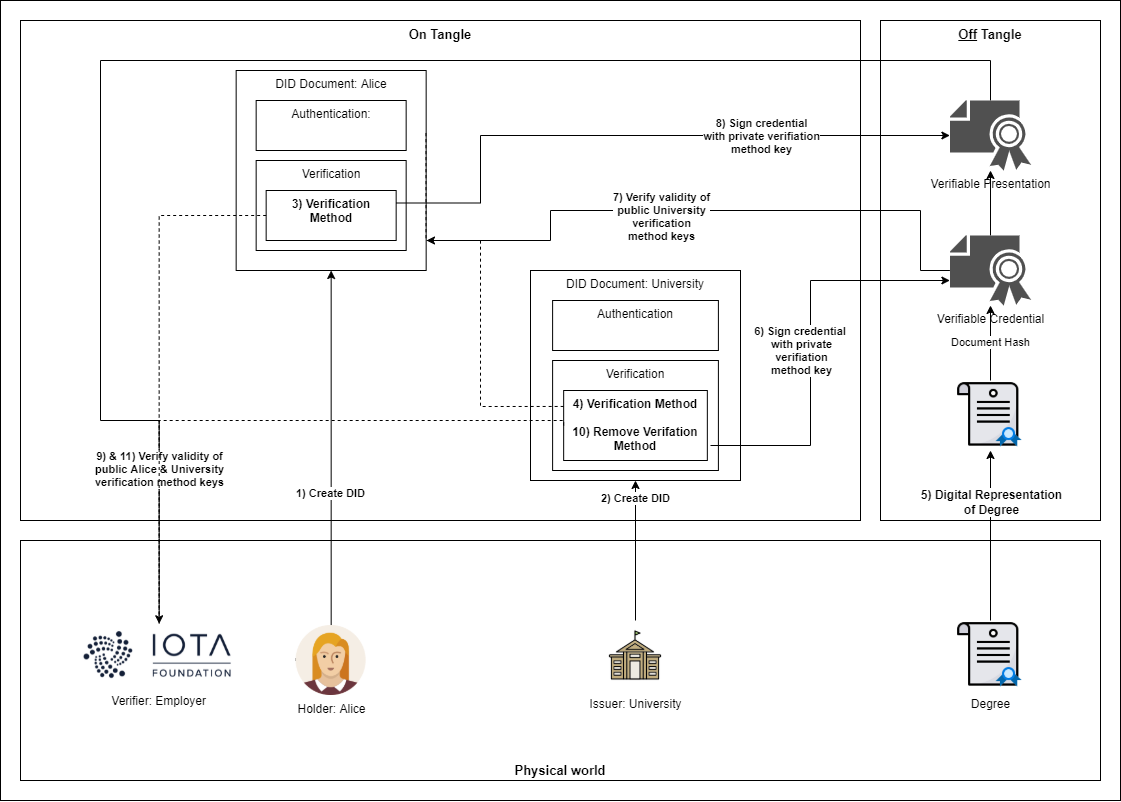 On Tangle
Off Tangle
DID Document: Alice
Authentication:
Verification
3) Verification
Method
8) Sign credential
with private verifiation
method key
Verifiable Presentation
7) Verify validity of
public University
verification
method keys
DID Document: University
Authentication
Verification
4) Verification Method
10) Remove Verifation
Method
6) Sign credential
with private
verifiation
method key
Verifiable Credential
Document Hash
9) & 11) Verify validity of
public Alice & University
verification method keys
1) Create DID
2) Create DID
5) Digital Representation
of Degree
IOTA
FOUNDATION
Verifier: Employer
Holder: Alice
Issuer: University
Degree
Physical world